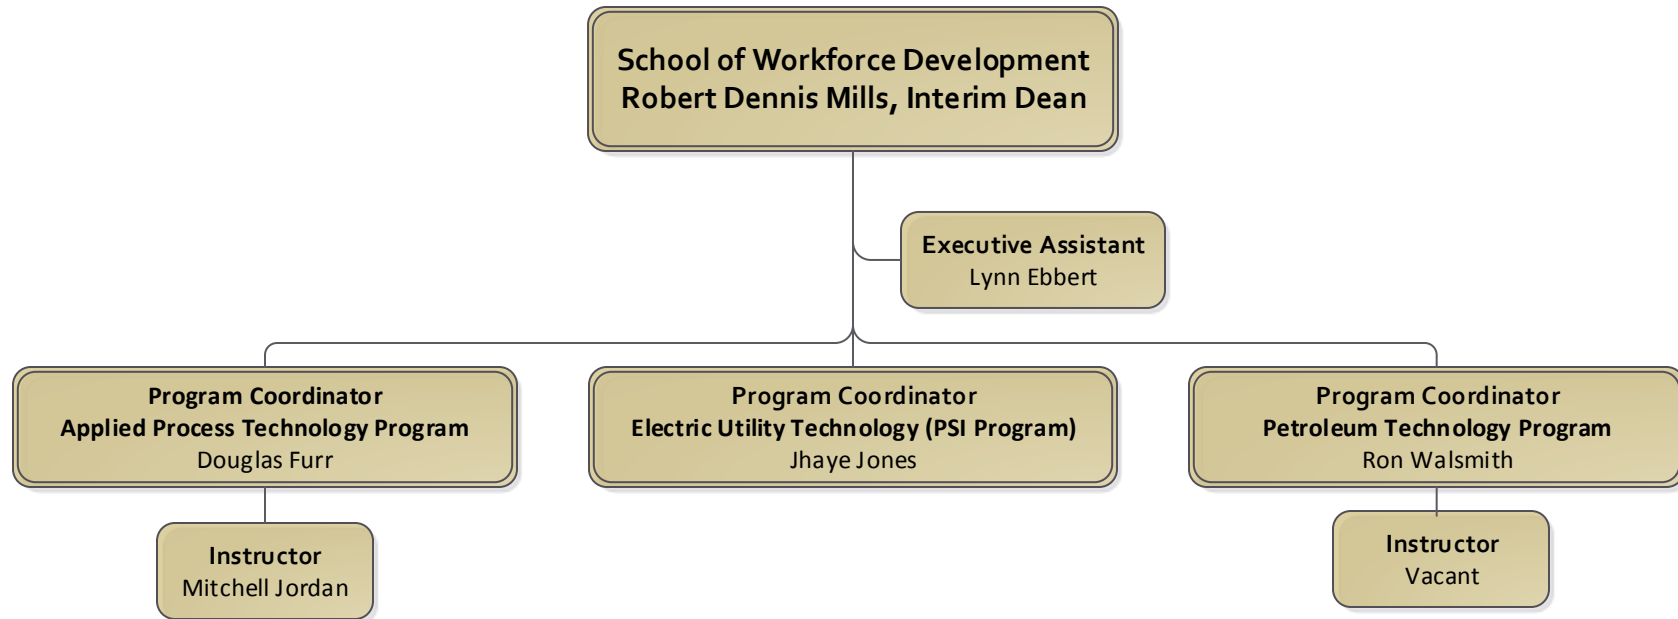 School of Workforce Development
Robert Dennis Mills, Interim Dean
Executive Assistant
Lynn Ebbert
Program Coordinator
Applied Process Technology Program
Douglas Furr
Program Coordinator
Electric Utility Technology (PSI Program)
Jhaye Jones
Program Coordinator
Petroleum Technology Program
Ron Walsmith
Instructor
Mitchell Jordan
Instructor
Vacant